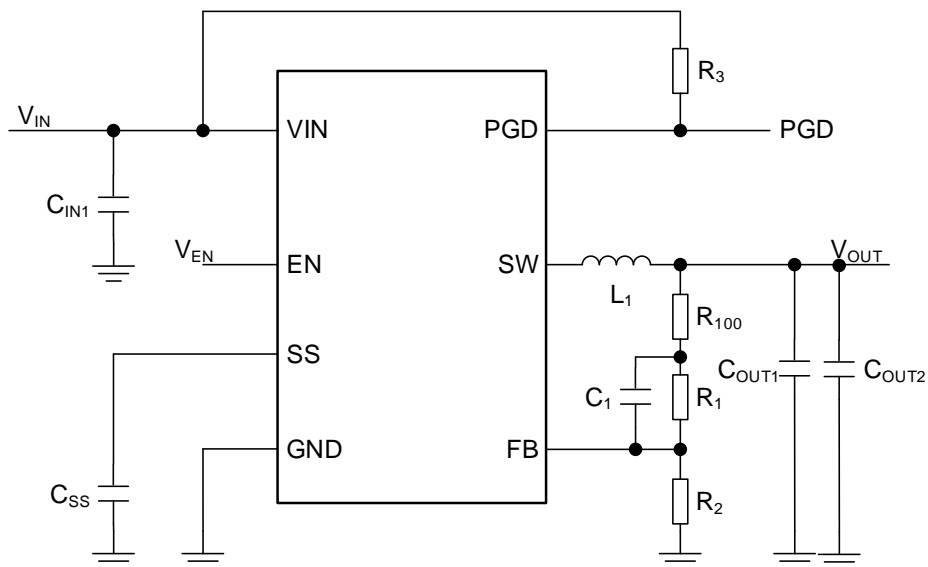 R3
VIN
VIN
PGD
PGD
CIN1
VEN
EN
SW
VOUT
L1
R100
SS
COUT1
COUT2
C1
R1
GND
FB
CSS
R2